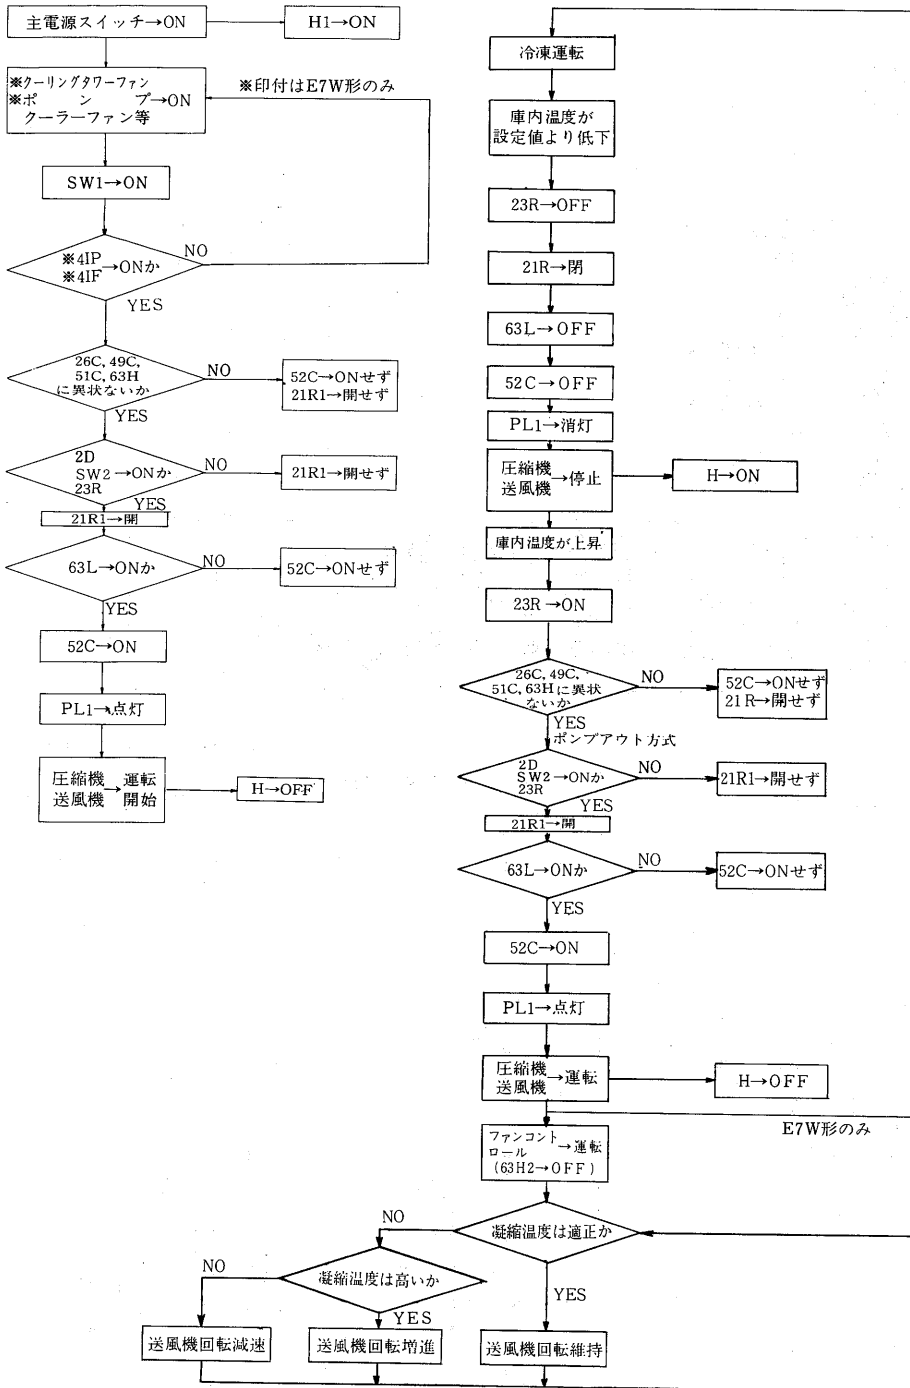 主電源スイッチ→ON
H1→ON
※クーリングタワーファン
※ポンプ→ON
クーラーファン等
※印付はE7W形のみ
SW1→ON
※4IP
※4IF→ONか
NO
YES
26C, 49C,
51C, 63H
に異状ないか
NO
52C→ONせず
21R1→開せず
YES
2D
SW2→ONか
23R
NO
21R1→開せず
YES
21R1→開
63L→ONか
NO
52C→ONせず
YES
52C→ON
PL1→点灯
圧縮機
送風機→運転開始
H→OFF
冷凍運転
庫内温度が
設定値より低下
23R→OFF
21R→閉
63L→OFF
52C→OFF
PL1→消灯
圧縮機
送風機→停止
H→ON
庫内温度が上昇
23R→ON
26C, 49C,
51C, 63Hに異状
ないか
NO
52C→ONせず
21R→開せず
YES
ポンプアウト方式
2D
SW2→ONか
23R
NO
21R1→開せず
YES
21R1→開
63L→ONか
NO
52C→ONせず
YES
52C→ON
PL1→点灯
圧縮機
送風機→運転
H→OFF
E7W形のみ
ファンコント
ロール→運転
(63H2→OFF)
凝縮温度は適正か
NO
YES
凝縮温度は高いか
NO
YES
送風機回転減速
送風機回転増進
送風機回転維持